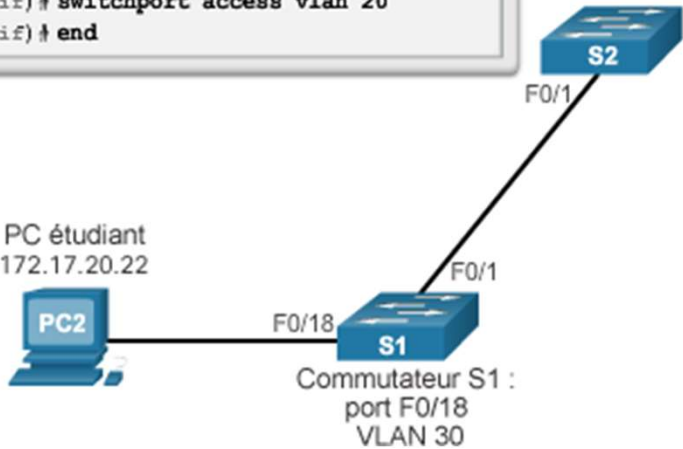 if)# switchport access vlan 20
if)# end
S2
F0/1
PC étudiant
172.17.20.22
F0/1
PC2
F0/18
S1
Commutateur S1 :
port F0/18
VLAN 30